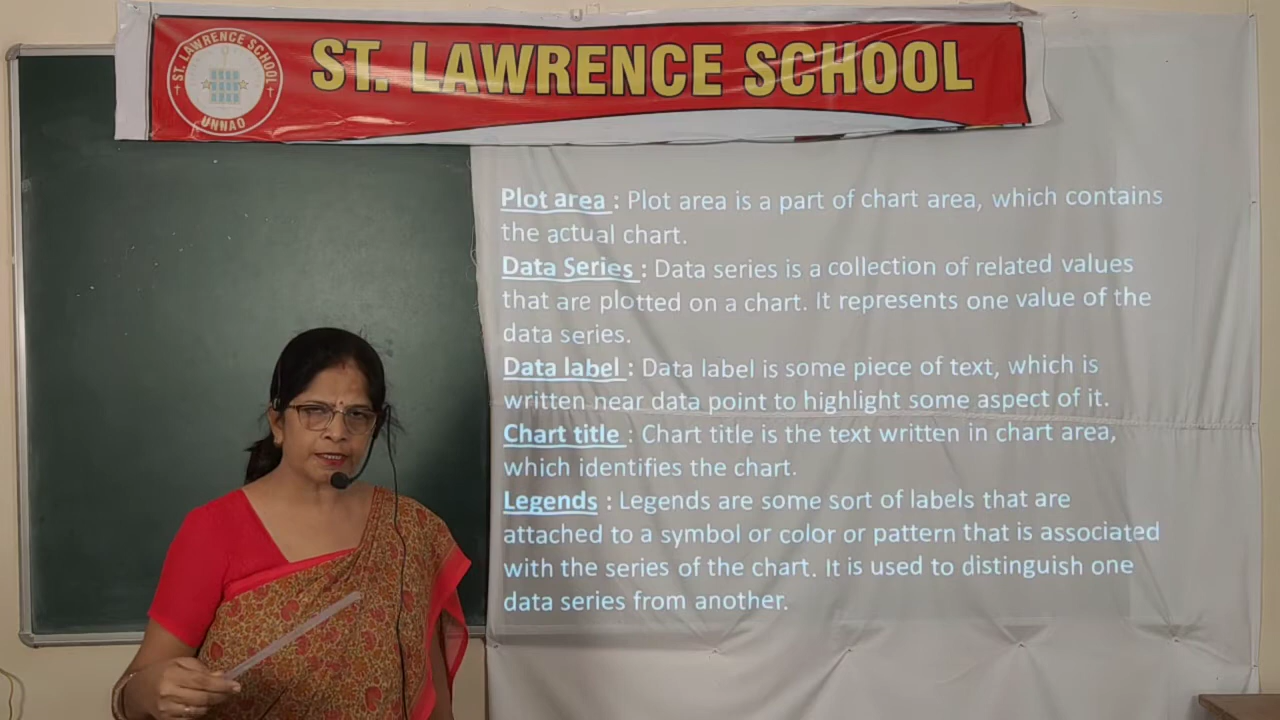 ST. LAWRENCE SCHOOL
ST. LAWRENCE SCHOOL
UNNAO
Plot area : Plot area is a part of chart area, which contains
the actual chart.
Data Series : Data series is a collection of related values
that are plotted on a chart. It represents one value of the
data series.
Data label : Data label is some piece of text, which is
written near data point to highlight some aspect of it.
Chart title : Chart title is the text written in chart area,
which identifies the chart.
Legends : Legends are some sort of labels that are
attached to a symbol or color or pattern that is associated
with the series of the chart. It is used to distinguish one
data series from another.